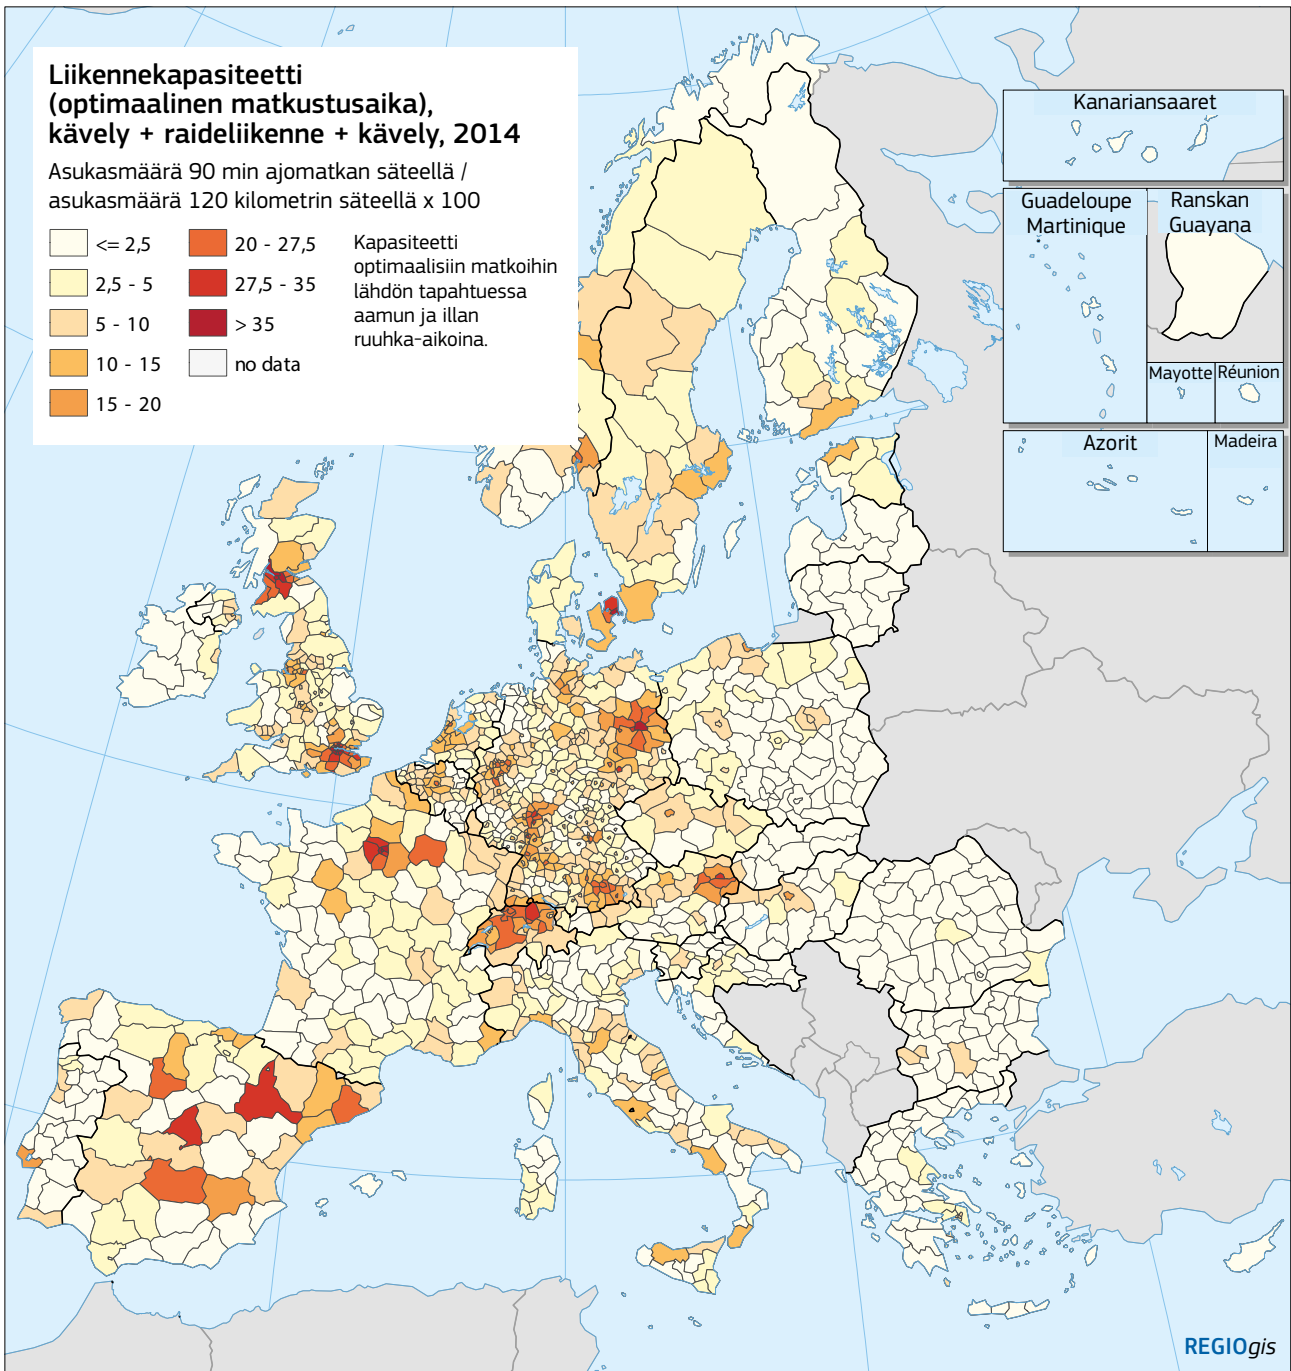 Liikennekapasiteetti
(optimaalinen matkustusaika),
kävely + raideliikenne + kävely, 2014
Asukasmäärä 90 min ajomatkan säteellä /
asukasmäärä 120 kilometrin säteellä x 100
<= 2,5
2,5 - 5
5 - 10
10 - 15
15 - 20
20 - 27,5
27,5 - 35
> 35
no data
Kapasiteetti
optimaalisiin matkoihin
lähdön tapahtuessa
aamun ja illan
ruuhka-aikoina.
Kanariansaaret
Guadeloupe
Martinique
Ranskan
Guayana
Mayotte
Réunion
Azorit
Madeira
REGIOgis